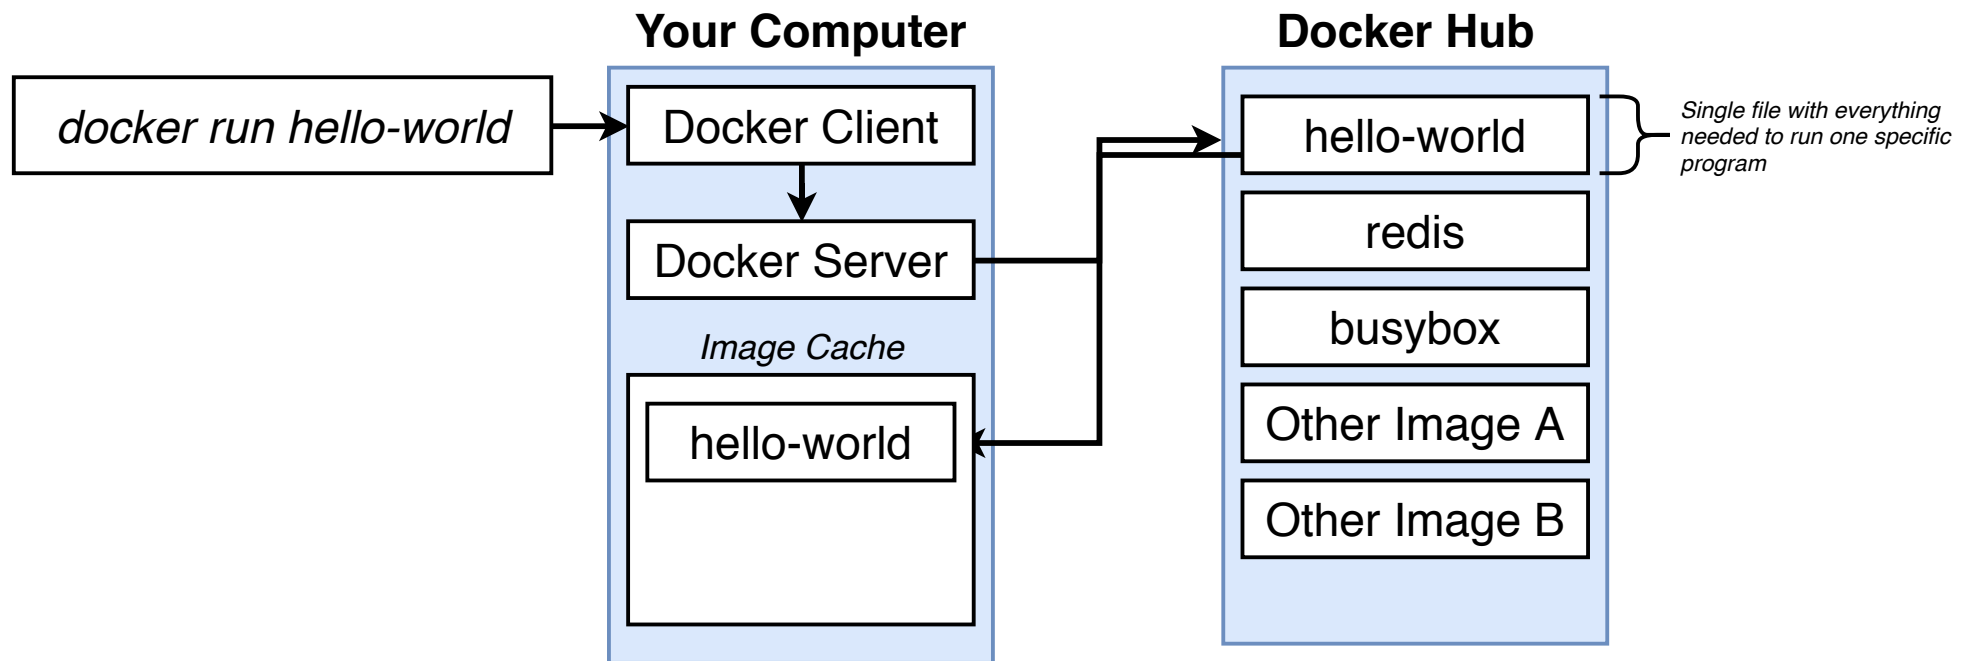 Your Computer
Docker Hub
docker run hello-world
Docker Client
Docker Server
Image Cache
hello-world
hello-world
redis
busybox
Other Image A
Other Image B
Single file with everything
needed to run one specific
program